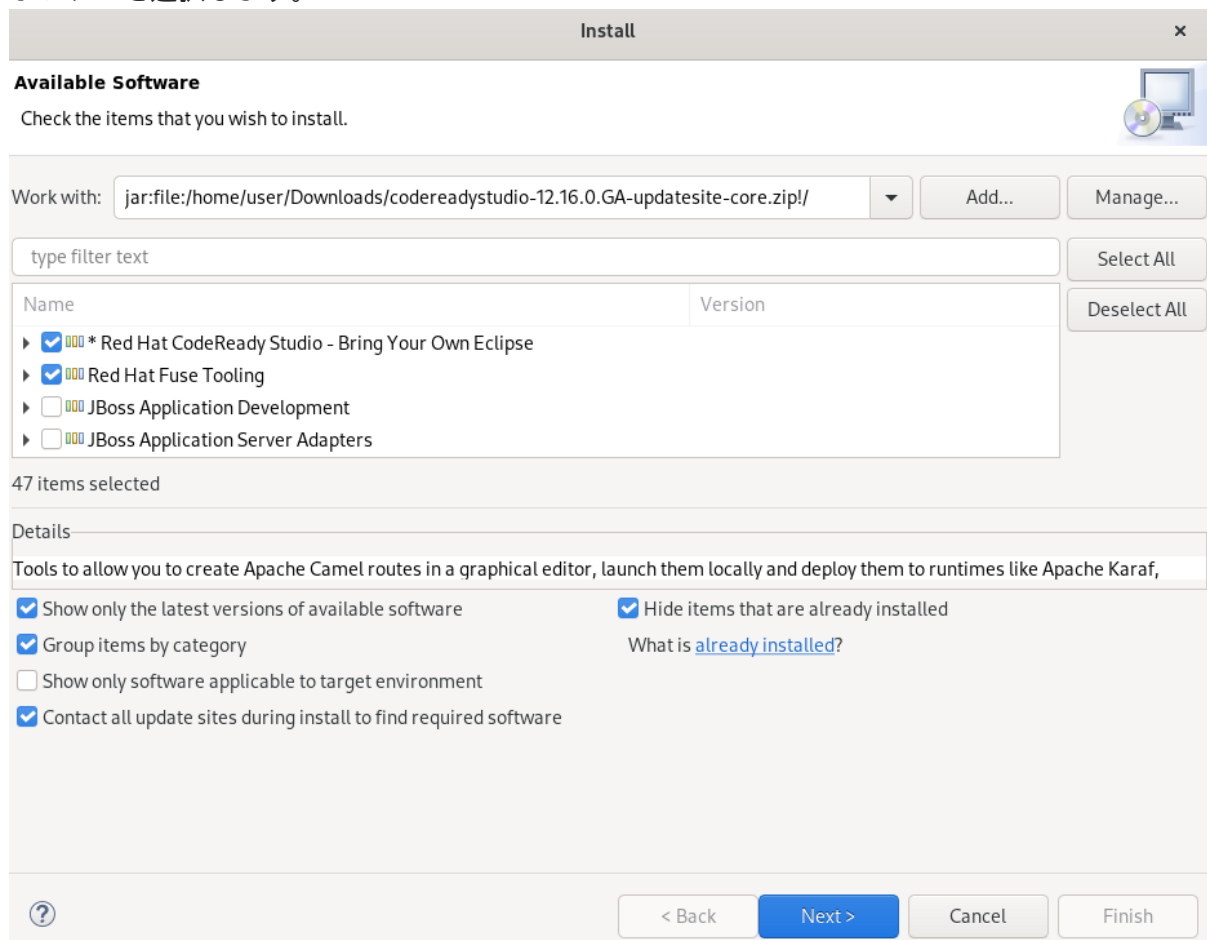 を選択します。
Install
Available Software
Check the items that you wish to install.
Work with: jar:file:/home/user/Downloads/codereadystudio-12.16.0.GA-updatesite-core.zip!/ Add... Manage...
type filter text Select All
Name Version Deselect All
* Red Hat CodeReady Studio - Bring Your Own Eclipse
Red Hat Fuse Tooling
JBoss Application Development
JBoss Application Server Adapters
47 items selected
Details
Tools to allow you to create Apache Camel routes in a graphical editor, launch them locally and deploy them to runtimes like Apache Karaf,
Show only the latest versions of available software Hide items that are already installed
Group items by category What is already installed?
Show only software applicable to target environment
Contact all update sites during install to find required software
< Back Next > Cancel Finish